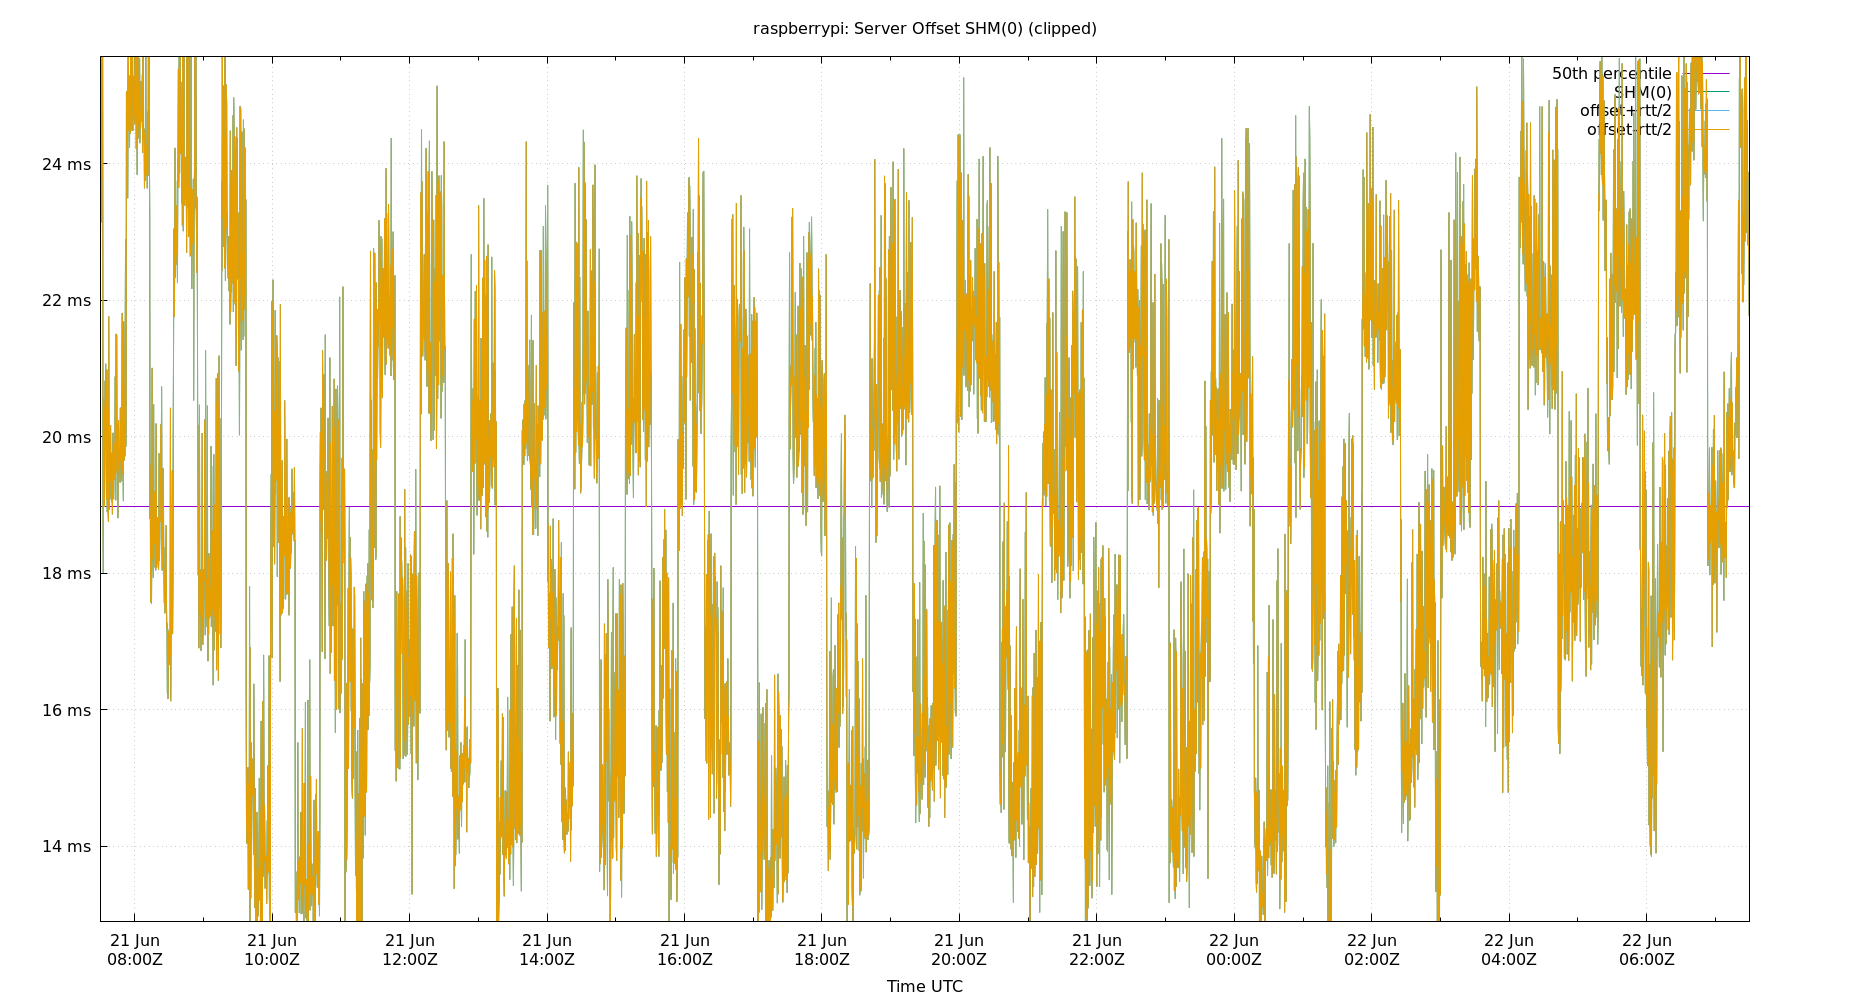 raspberrypi: Server Offset SHM(0) (clipped)
50th percentile
SHM(0)
offset+rtt/2
offset-rtt/2
24 ms
22 ms
20 ms
18 ms
16 ms
14 ms
21 Jun 21 Jun 21 Jun 21 Jun 21 Jun 21 Jun 21 Jun 21 Jun 22 Jun 22 Jun 22 Jun 22 Jun
08:00Z 10:00Z 12:00Z 14:00Z 16:00Z 18:00Z 20:00Z 22:00Z 00:00Z 02:00Z 04:00Z 06:00Z
Time UTC